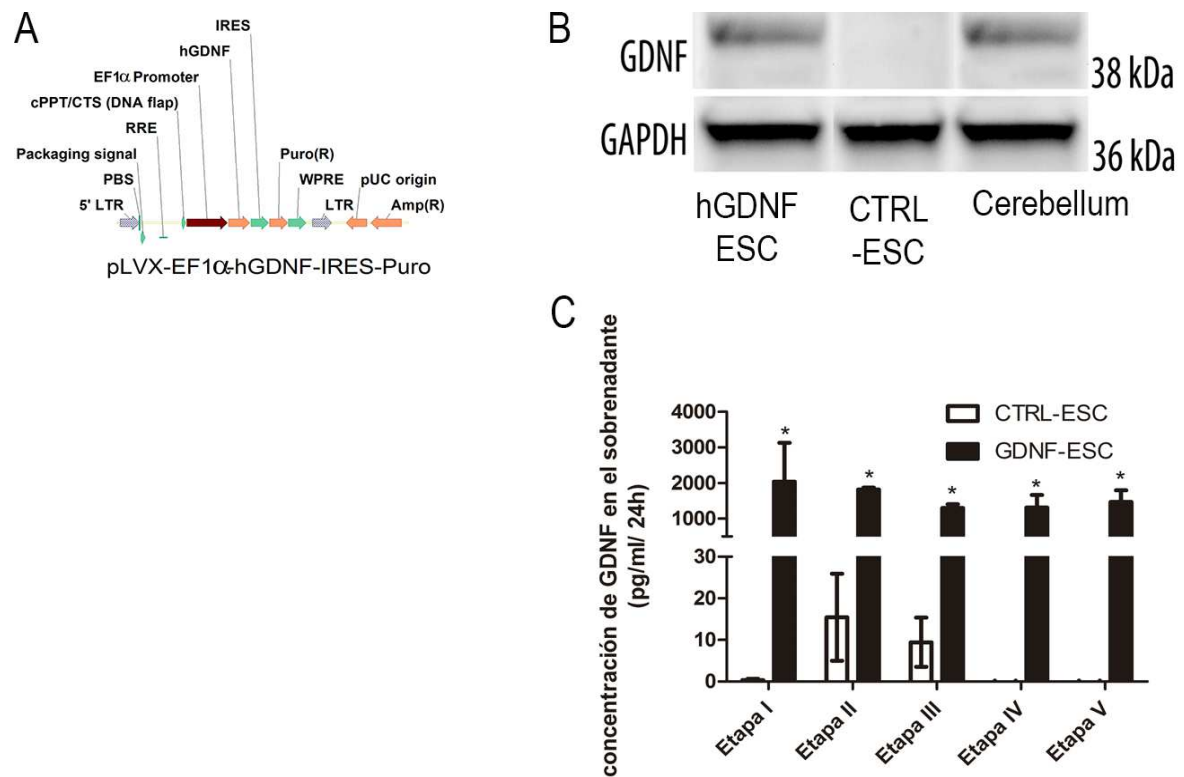 A
IRES
hGDNF
EF1α Promoter
cPPT/CTS (DNA flap)
RRE
Packaging signal
PBS
5' LTR
Puro(R)
WPRE
LTR
pUC origin
Amp(R)
pLVX-EF1α-hGDNF-IRES-Puro
B
GDNF
38 kDa
GAPDH
36 kDa
hGDNF
ESC
CTRL
-ESC
Cerebellum
C
concentración de GDNF en el sobrenadante
(pg/ml/ 24h)
4000
3000
2000
1000
30
20
10
0
CTRL-ESC
GDNF-ESC
*
*
*
*
*
Etapa I
Etapa II
Etapa III
Etapa IV
Etapa V